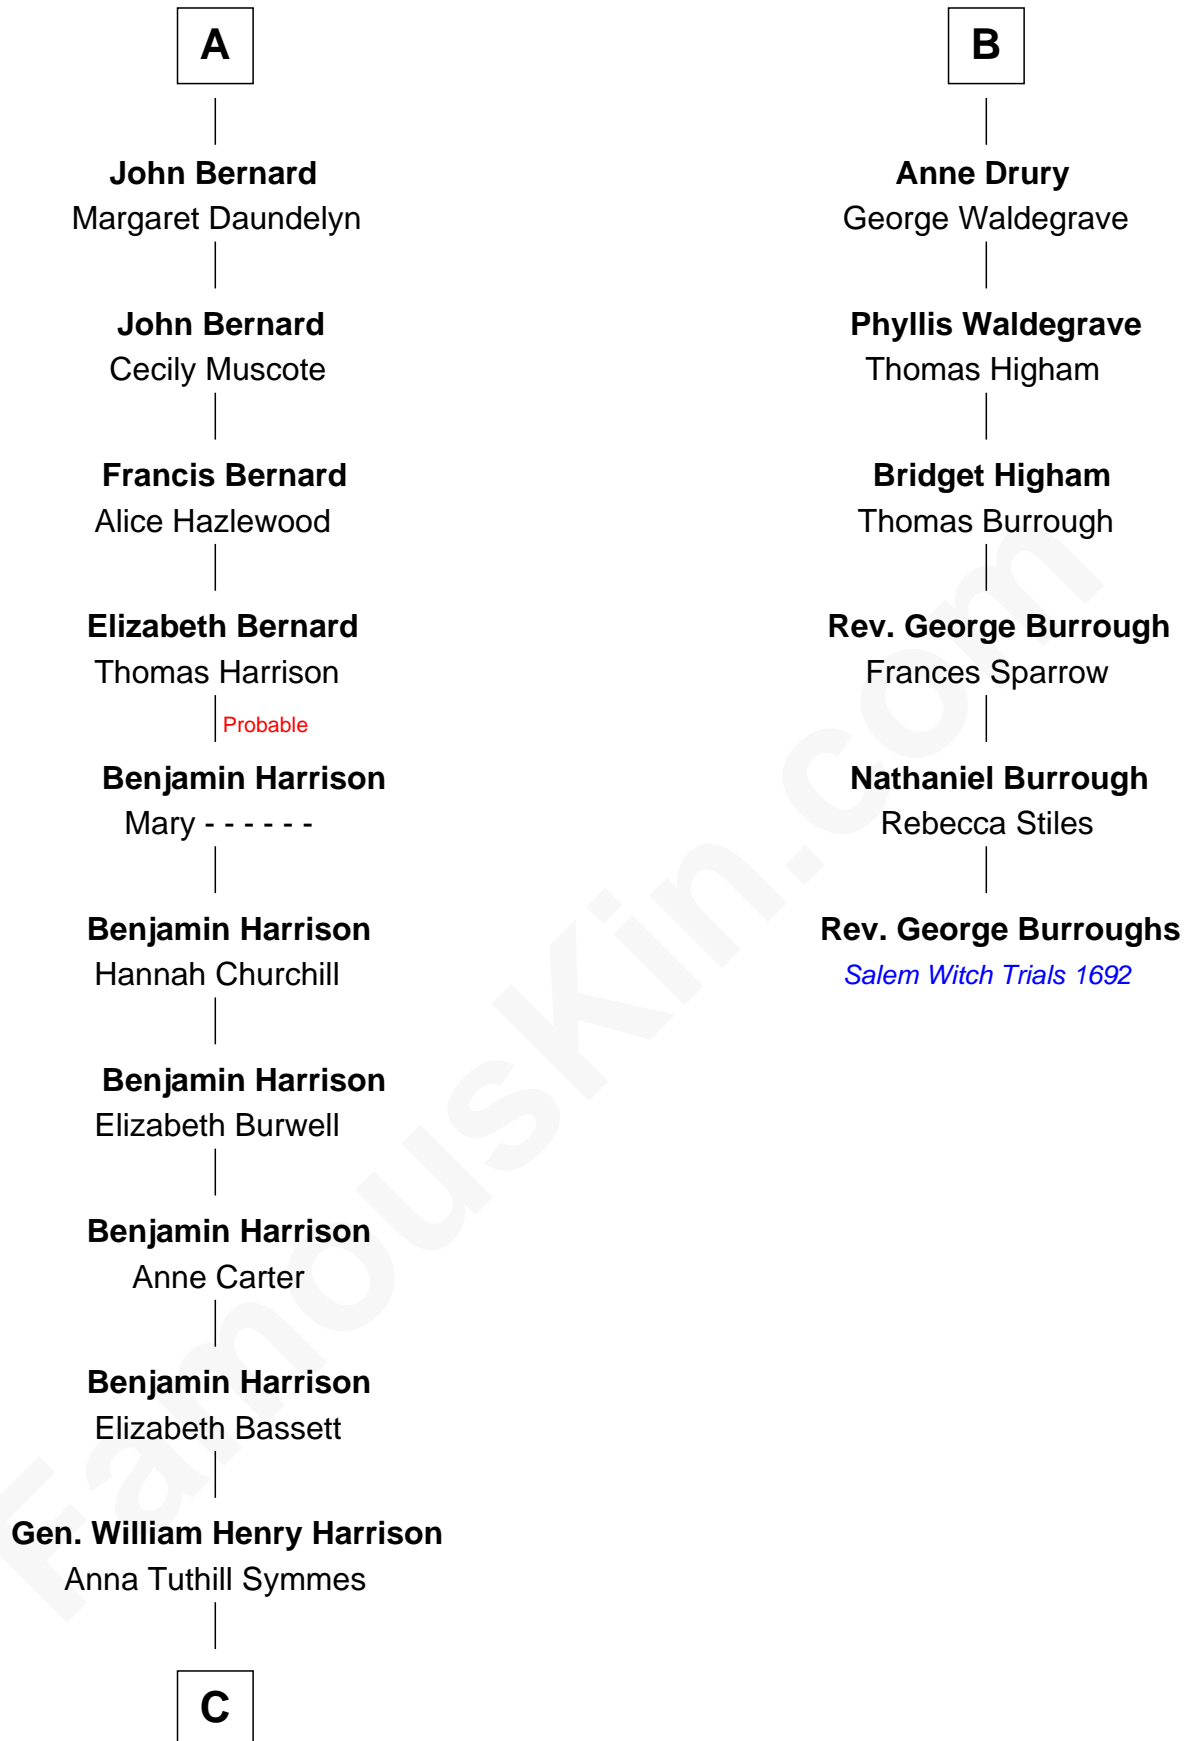 A
John Bernard
Margaret Daundelyn
John Bernard
Cecily Muscote
Francis Bernard
Alice Hazlewood
Elizabeth Bernard
Thomas Harrison
Probable
Benjamin Harrison
Mary - - - - - -
Benjamin Harrison
Hannah Churchill
Benjamin Harrison
Elizabeth Burwell
Benjamin Harrison
Anne Carter
Benjamin Harrison
Elizabeth Bassett
Gen. William Henry Harrison
Anna Tuthill Symmes
C
B
Anne Drury
George Waldegrave
Phyllis Waldegrave
Thomas Higham
Bridget Higham
Thomas Burrough
Rev. George Burrough
Frances Sparrow
Nathaniel Burrough
Rebecca Stiles
Rev. George Burroughs
Salem Witch Trials 1692
FamousKin.com